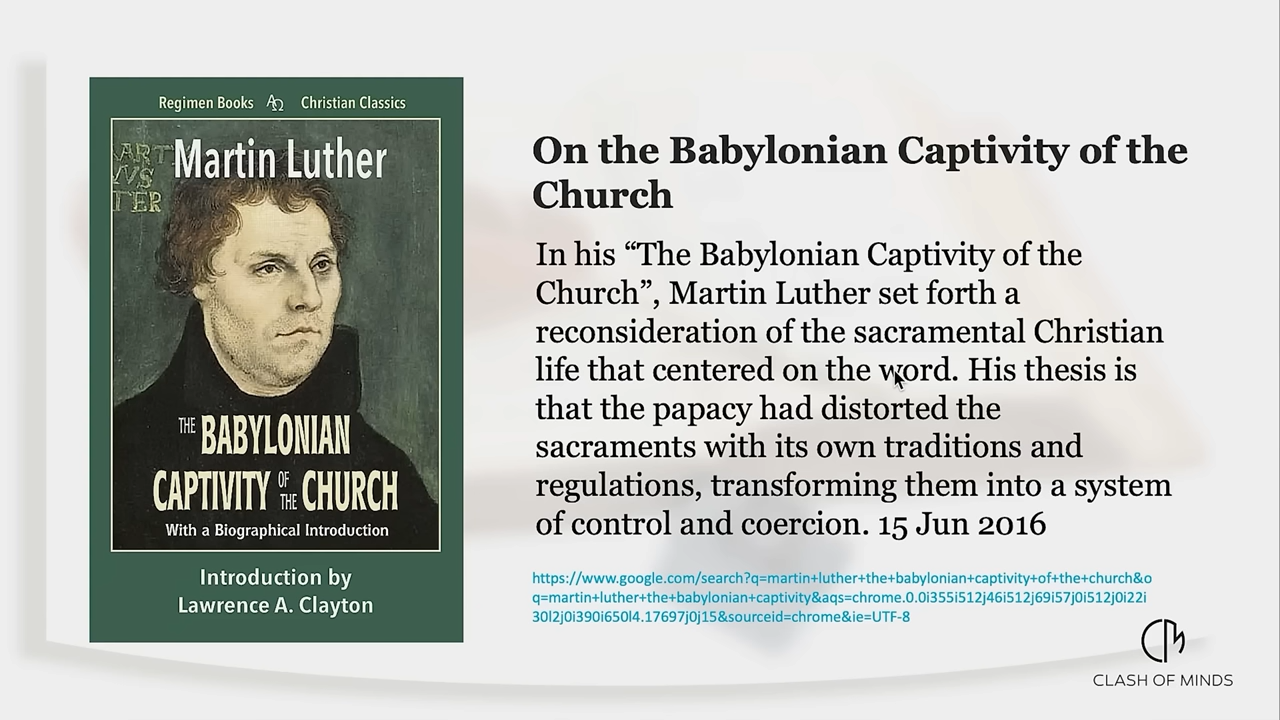 Regimen Books ΑΩ Christian Classics
ART
VS
TER
Martin Luther
THE BABYLONIAN
CAPTIVITY OF THE CHURCH
With a Biographical Introduction
Introduction by
Lawrence A. Clayton
On the Babylonian Captivity of the
Church
In his “The Babylonian Captivity of the
Church”, Martin Luther set forth a
reconsideration of the sacramental Christian
life that centered on the word. His thesis is
that the papacy had distorted the
sacraments with its own traditions and
regulations, transforming them into a system
of control and coercion. 15 Jun 2016
https://www.google.com/search?q=martin+luther+the+babylonian+captivity+of+the+church&o
q=martin+luther+the+babylonian+captivity&aqs=chrome.0.0i355i512j46i512j69i57j0i512j0i22i
30l2j0i390i650l4.17697j0j15&sourceid=chrome&ie=UTF-8
CLASH OF MINDS